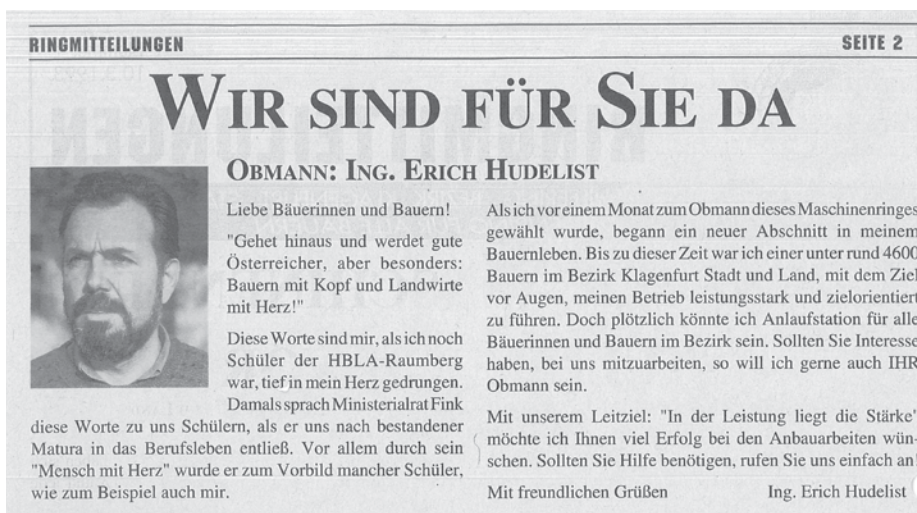 RINGMITTEILUNGEN
SEITE 2
WIR SIND FÜR SIE DA
OBMANN: ING. ERICH HUDELIST
Liebe Bäuerinnen und Bauern!
"Gehet hinaus und werdet gute
Österreicher, aber besonders:
Bauern mit Kopf und Landwirte
mit Herz!"
Diese Worte sind mir, als ich noch
Schüler der HBLA-Raumberg
war, tief in mein Herz gedrungen.
Damals sprach Ministerialrat Fink
diese Worte zu uns Schülern, als er uns nach bestandener
Matura in das Berufsleben entließ. Vor allem durch sein
"Mensch mit Herz" wurde er zum Vorbild mancher Schüler,
wie zum Beispiel auch mir.
Als ich vor einem Monat zum Obmann dieses Maschinenringes
gewählt wurde, begann ein neuer Abschnitt in meinem
Bauernleben. Bis zu dieser Zeit war ich einer unter rund 4600
Bauern im Bezirk Klagenfurt Stadt und Land, mit dem Ziel
vor Augen, meinen Betrieb leistungsstark und zielorientiert
zu führen. Doch plötzlich könnte ich Anlaufstation für alle
Bäuerinnen und Bauern im Bezirk sein. Sollten Sie Interesse
haben, bei uns mitzuarbeiten, so will ich gerne auch IHR
Obmann sein.
Mit unserem Leitziel: "In der Leistung liegt die Stärke"
möchte ich Ihnen viel Erfolg bei den Anbauarbeiten wün-
schen. Sollten Sie Hilfe benötigen, rufen Sie uns einfach an!
Mit freundlichen Grüßen
Ing. Erich Hudelist